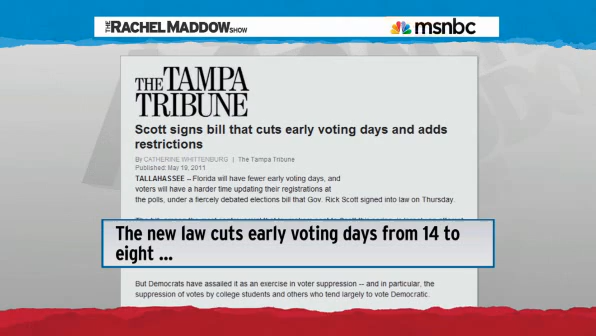 THE RACHEL MADDOW SHOW
msnbc
THE TAMPA
TRIBUNE
Scott signs bill that cuts early voting days and adds
restrictions
By CATHERINE WHITTENBURG | The Tampa Tribune
Published: May 19, 2011
TALLAHASSEE -- Florida will have fewer early voting days, and
voters will have a harder time updating their registrations at
the polls, under a fiercely debated elections bill that Gov. Rick Scott signed into law on Thursday.
The new law cuts early voting days from 14 to
eight ...
But Democrats have assailed it as an exercise in voter suppression -- and in particular, the
suppression of votes by college students and others who tend largely to vote Democratic.